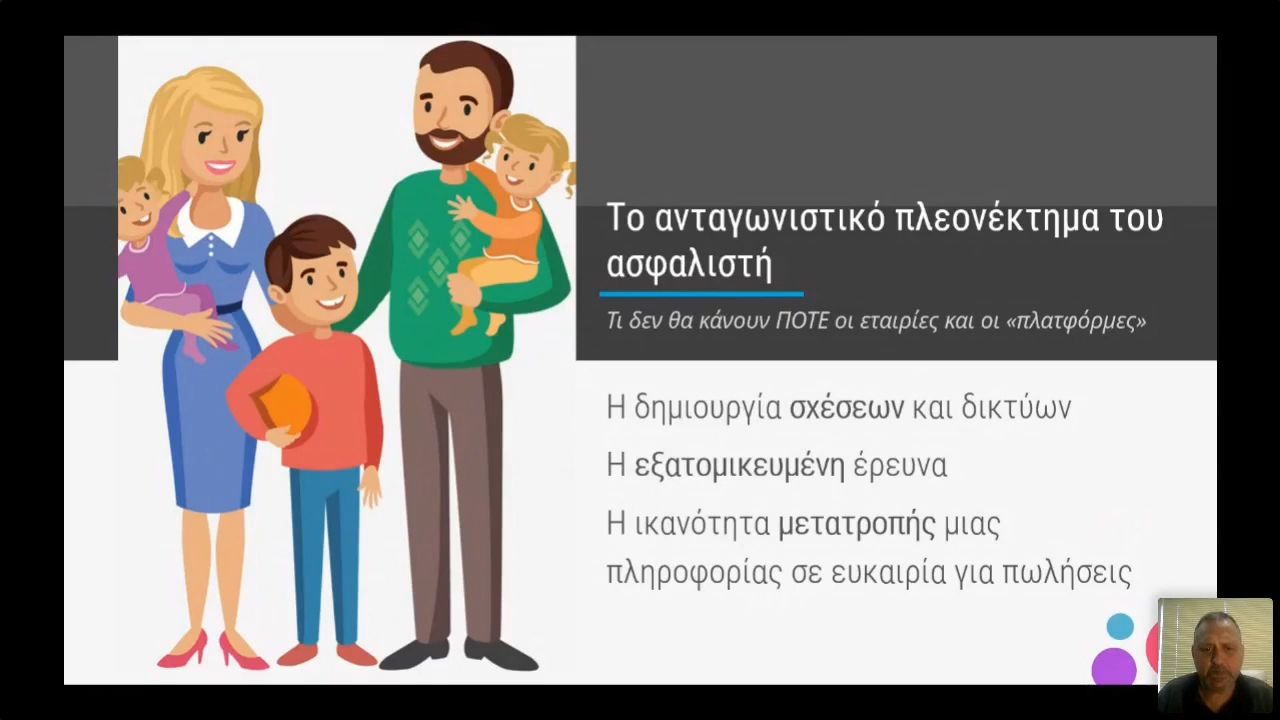 Το ανταγωνιστικό πλεονέκτημα του
ασφαλιστή
Τι δεν θα κάνουν ΠΟΤΕ οι εταιρίες και οι «πλατφόρμες»
Η δημιουργία σχέσεων και δικτύων
Η εξατομικευμένη έρευνα
Η ικανότητα μετατροπής μιας
πληροφορίας σε ευκαιρία για πωλήσεις